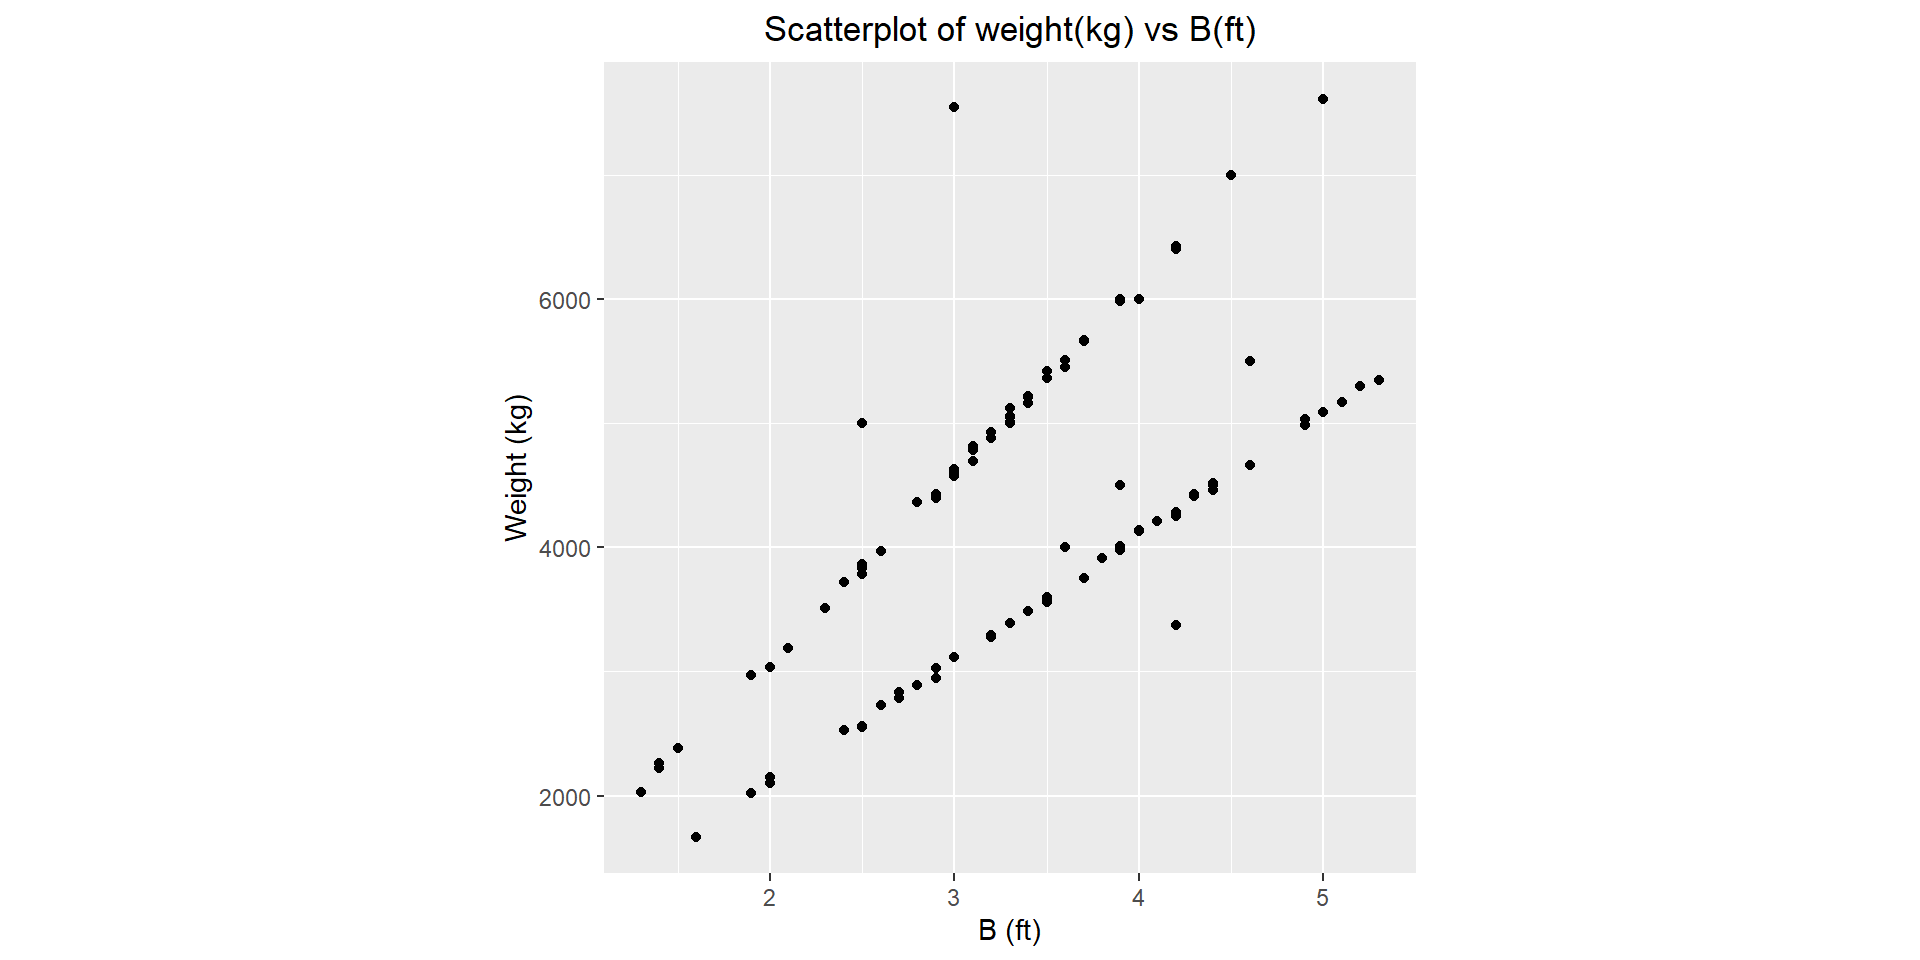 Scatterplot of weight(kg) vs B(ft)
6000
4000
2000
Weight (kg)
2 3 4 5
B (ft)